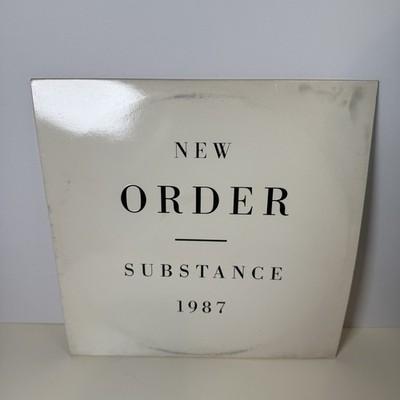 NEW
ORDER
SUBSTANCE
1987